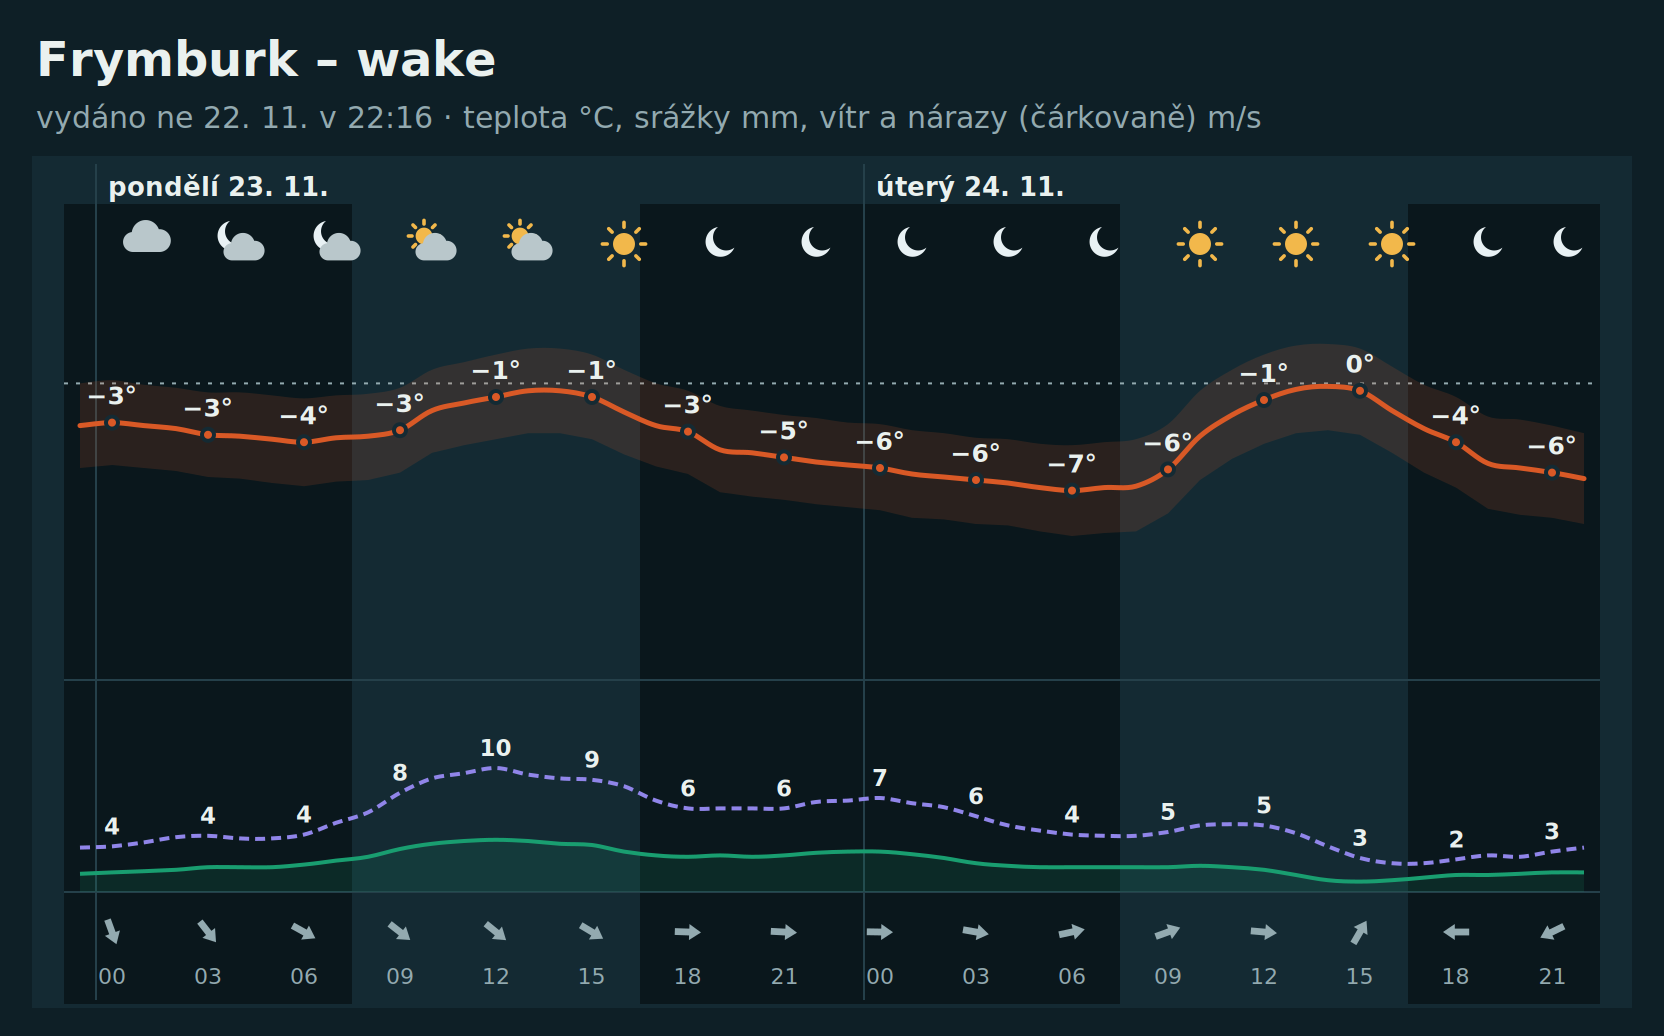 Frymburk – wake
vydáno ne 22. 11. v 22:16 · teplota °C, srážky mm, vítr a nárazy (čárkovaně) m/s
pondělí 23. 11. úterý 24. 11.
−3° −3° −4° −3° −1° −1° −3° −5° −6° −6° −7° −6° −1° 0° −4° −6°
4 4 4 8 10 9 6 6 7 6 4 5 5 3 2 3
00 03 06 09 12 15 18 21 00 03 06 09 12 15 18 21